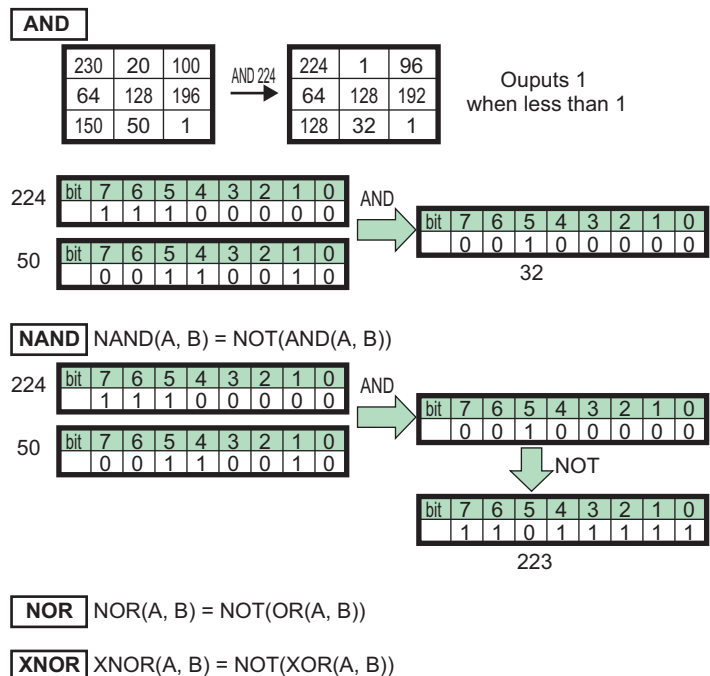 AND
230 20 100
64 128 196
150 50 1
AND 224
224 1 96
64 128 192
128 32 1
Ouputs 1
when less than 1
224
bit 7 6 5 4 3 2 1 0
1 1 1 0 0 0 0 0
50
bit 7 6 5 4 3 2 1 0
0 0 1 1 0 0 1 0
AND
bit 7 6 5 4 3 2 1 0
0 0 1 0 0 0 0 0
32
NAND NAND(A, B) = NOT(AND(A, B))
224
bit 7 6 5 4 3 2 1 0
1 1 1 0 0 0 0 0
50
bit 7 6 5 4 3 2 1 0
0 0 1 1 0 0 1 0
AND
bit 7 6 5 4 3 2 1 0
0 0 1 0 0 0 0 0
NOT
bit 7 6 5 4 3 2 1 0
1 1 0 1 1 1 1 1
223
NOR NOR(A, B) = NOT(OR(A, B))
XNOR XNOR(A, B) = NOT(XOR(A, B))